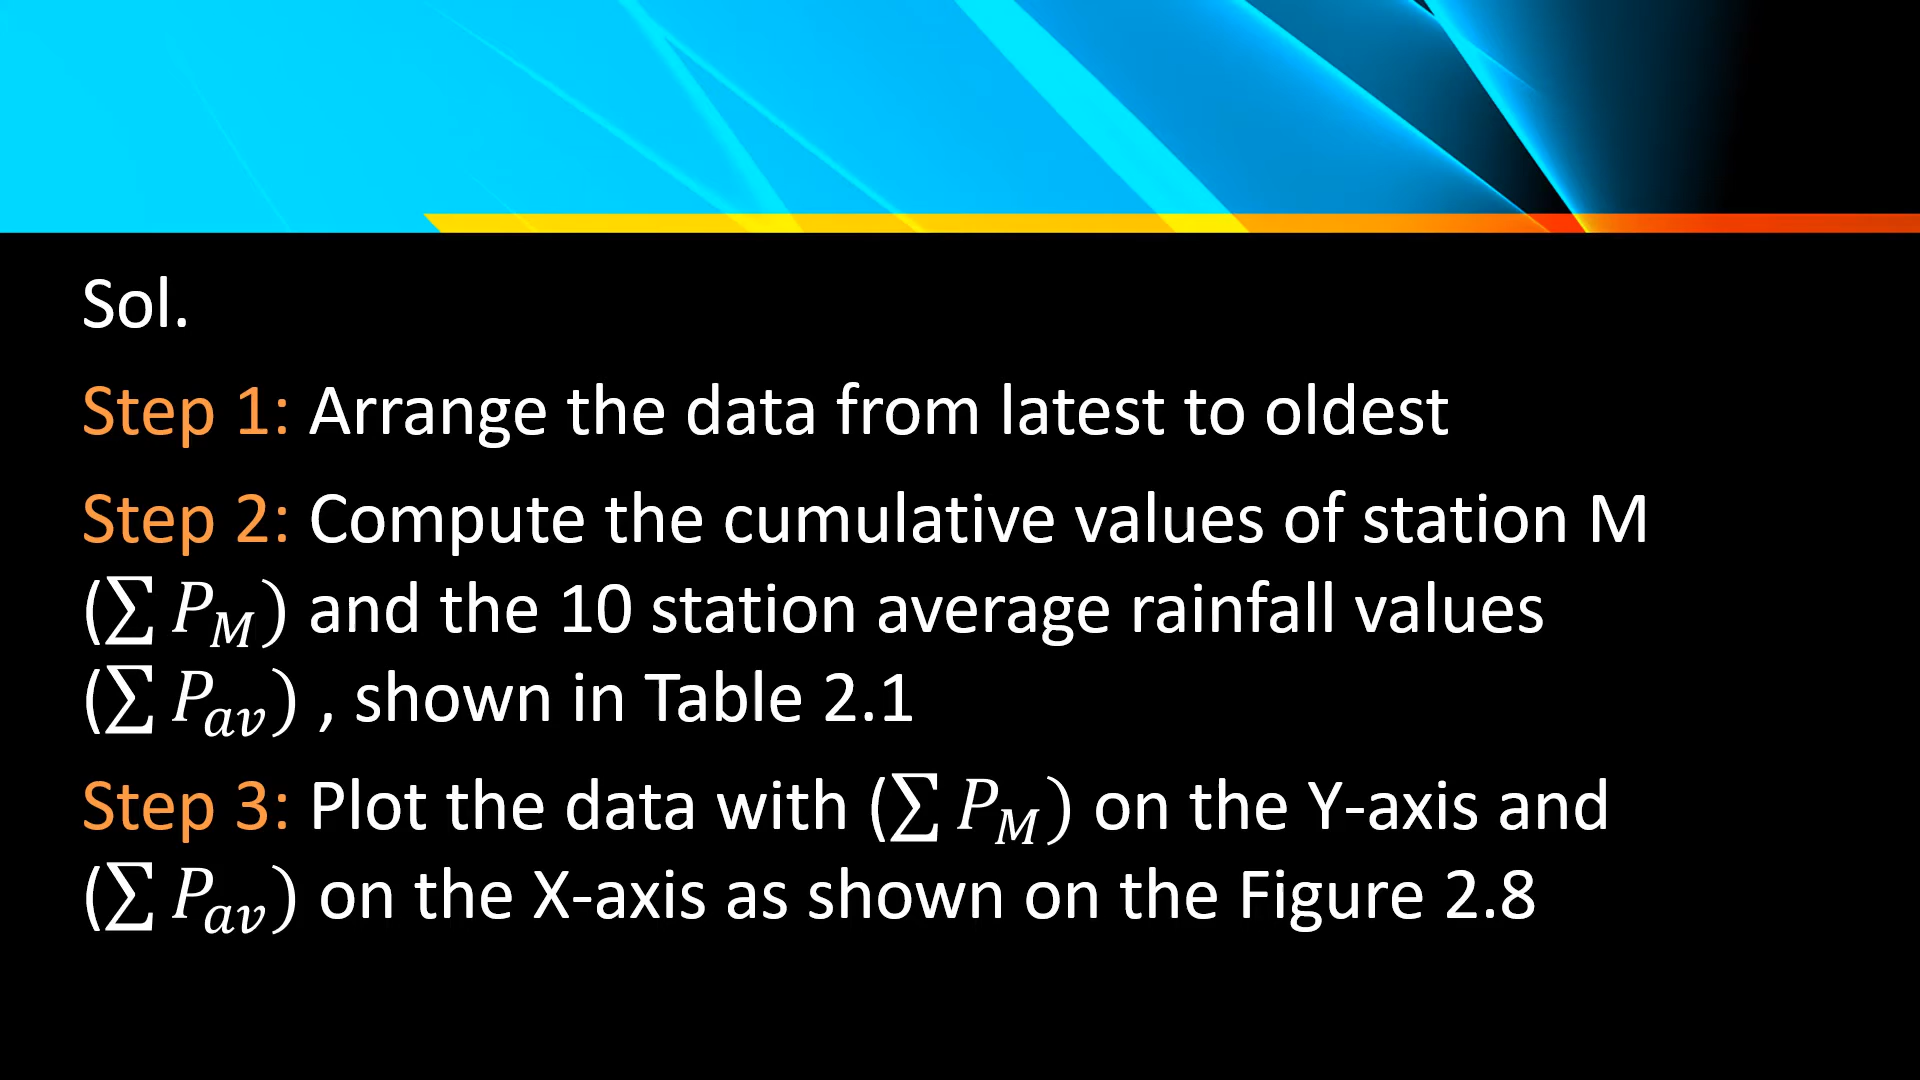 Sol.
Step 1: Arrange the data from latest to oldest
Step 2: Compute the cumulative values of station M
(∑ P_M) and the 10 station average rainfall values
(∑ P_av) , shown in Table 2.1
Step 3: Plot the data with (∑ P_M) on the Y-axis and
(∑ P_av) on the X-axis as shown on the Figure 2.8